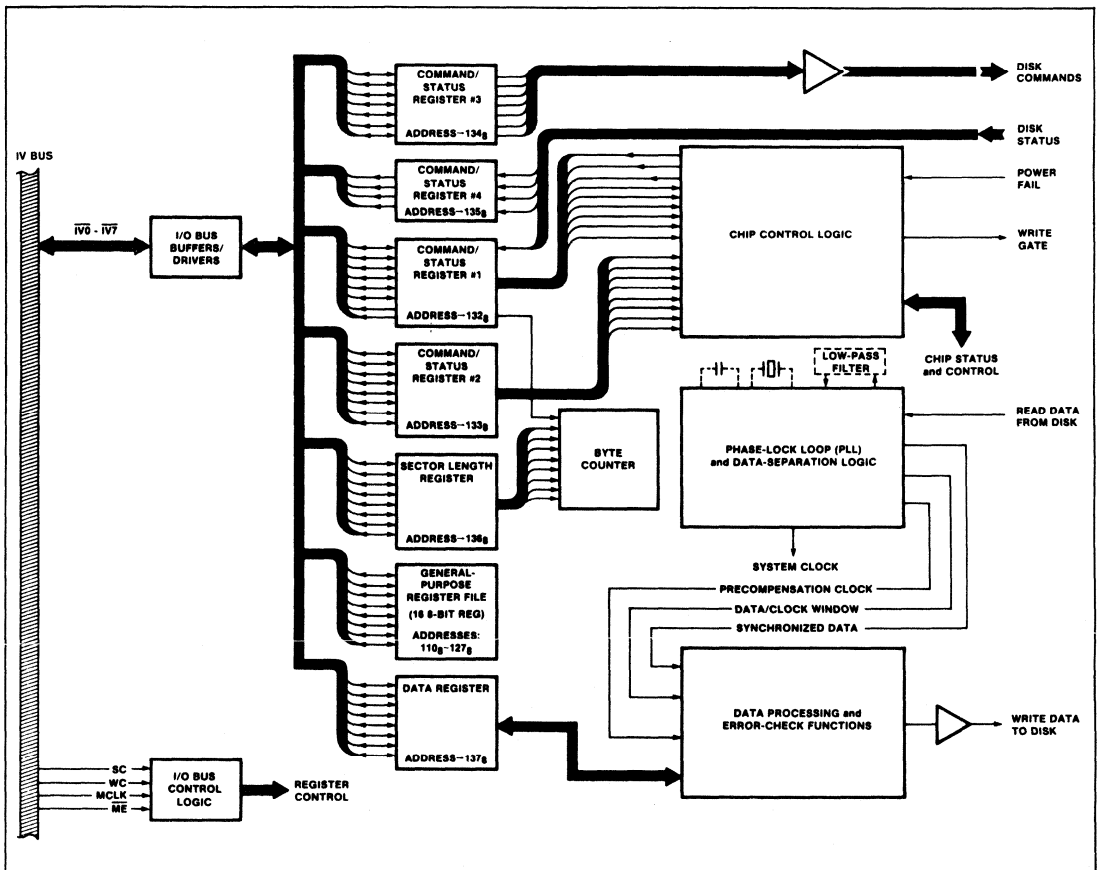 COMMAND/
STATUS
REGISTER #3
ADDRESS–134₈
DISK
COMMANDS
DISK
STATUS
IV BUS
COMMAND/
STATUS
REGISTER #4
ADDRESS–135₈
CHIP CONTROL LOGIC
POWER
FAIL
WRITE
GATE
IV0 - IV7
I/O BUS
BUFFERS/
DRIVERS
COMMAND/
STATUS
REGISTER #1
ADDRESS–132₈
CHIP STATUS
and CONTROL
COMMAND/
STATUS
REGISTER #2
ADDRESS–133₈
LOW-PASS
FILTER
READ DATA
FROM DISK
PHASE-LOCK LOOP (PLL)
and DATA-SEPARATION LOGIC
BYTE
COUNTER
SECTOR LENGTH
REGISTER
ADDRESS–136₈
SYSTEM CLOCK
PRECOMPENSATION CLOCK
DATA/CLOCK WINDOW
SYNCHRONIZED DATA
GENERAL-
PURPOSE
REGISTER FILE
(16 8-BIT REG)
ADDRESSES:
110₈–127₈
DATA REGISTER
ADDRESS–137₈
DATA PROCESSING and
ERROR-CHECK FUNCTIONS
WRITE DATA
TO DISK
SC
WC
MCLK
ME
I/O BUS
CONTROL
LOGIC
REGISTER
CONTROL